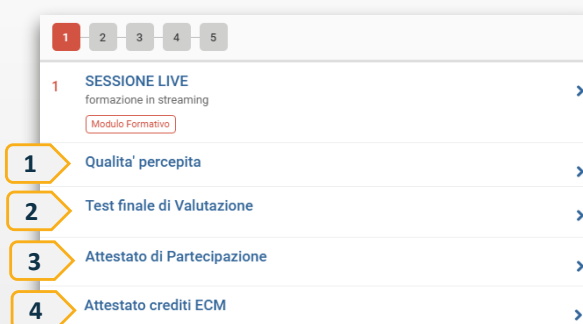 1 2 3 4 5
1 SESSIONE LIVE
formazione in streaming
Modulo Formativo
1 Qualita' percepita
2 Test finale di Valutazione
3 Attestato di Partecipazione
4 Attestato crediti ECM